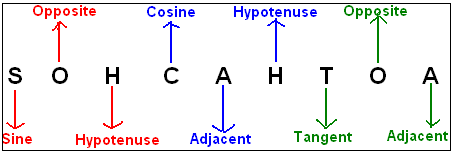 Opposite Cosine Hypotenuse Opposite
S O H C A H T O A
Sine Hypotenuse Adjacent Tangent Adjacent